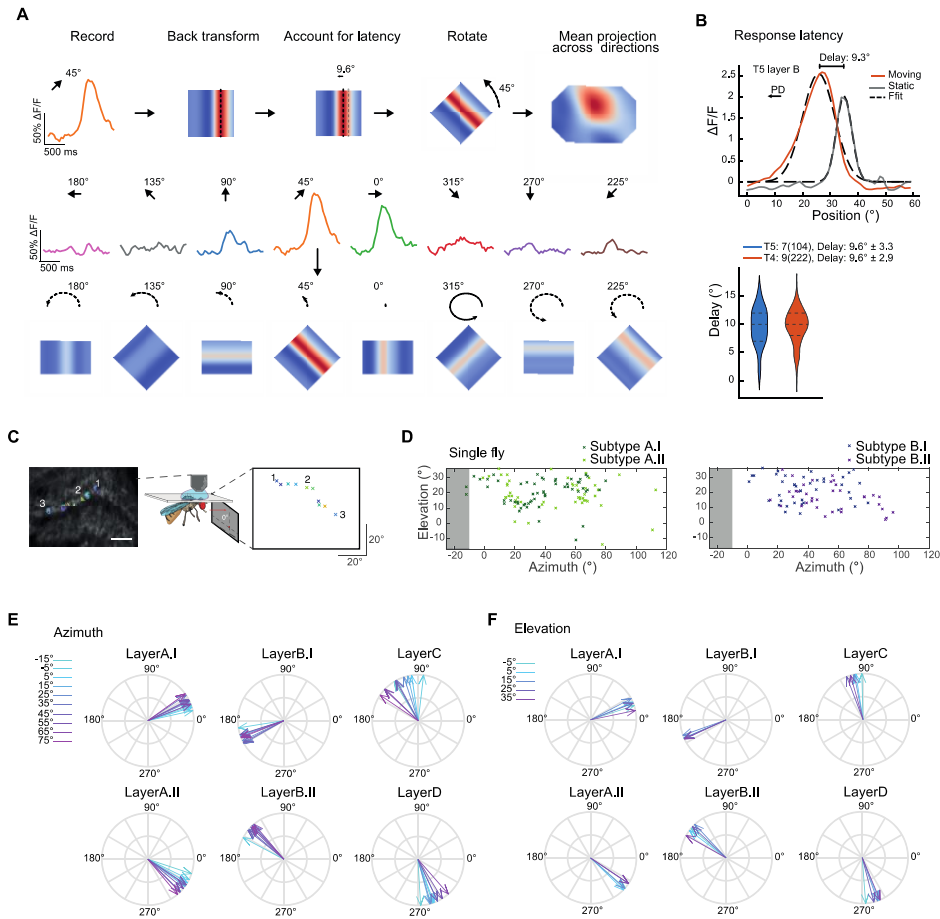 A
Record
Back transform
Account for latency
Rotate
Mean projection
across directions
45°
50% ΔF/F
500 ms
9.6°
45°
180°
135°
90°
45°
0°
315°
270°
225°
50% ΔF/F
500 ms
180°
135°
90°
45°
0°
315°
270°
225°
B
Response latency
Delay: 9.3°
T5 layer B
PD
Moving
Static
Ffit
ΔF/F
2.5
2.0
1.5
1.0
0.5
0.0
0 10 20 30 40 50 60
Position (°)
T5: 7(104), Delay: 9.6° ± 3.3
T4: 9(222), Delay: 9.6° ± 2.9
Delay (°)
15
10
5
0
C
1
2
3
0°
1
2
3
20°
20°
D
Single fly
Subtype A.I
Subtype A.II
Elevation (°)
30
20
10
0
-10
-20 0 20 40 60 80 100 120
Azimuth (°)
Subtype B.I
Subtype B.II
30
20
10
0
-10
-20 0 20 40 60 80 100 120
Azimuth (°)
E
Azimuth
-15°
-5°
5°
15°
25°
35°
45°
55°
65°
75°
LayerA.I
90°
180°
0°
270°
LayerB.I
90°
180°
0°
270°
LayerC
90°
180°
0°
270°
LayerA.II
90°
180°
0°
270°
LayerB.II
90°
180°
0°
270°
LayerD
90°
180°
0°
270°
F
Elevation
-5°
5°
15°
25°
35°
LayerA.I
90°
180°
0°
270°
LayerB.I
90°
180°
0°
270°
LayerC
90°
180°
0°
270°
LayerA.II
90°
180°
0°
270°
LayerB.II
90°
180°
0°
270°
LayerD
90°
180°
0°
270°